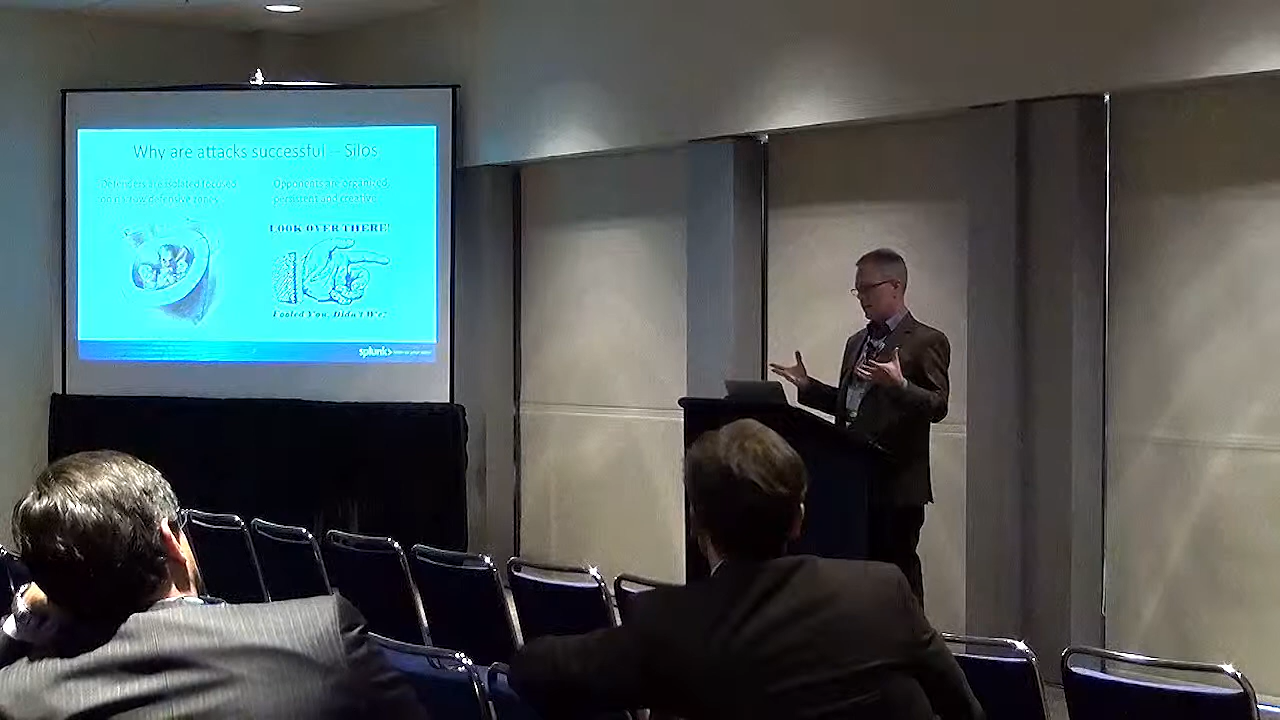 Why are attacks successful – Silos
Defenders are isolated focused
on narrow defensive zones
Opponents are organized,
persistent and creative
LOOK OVER THERE!
Fooled You, Didn't We?
splunk>